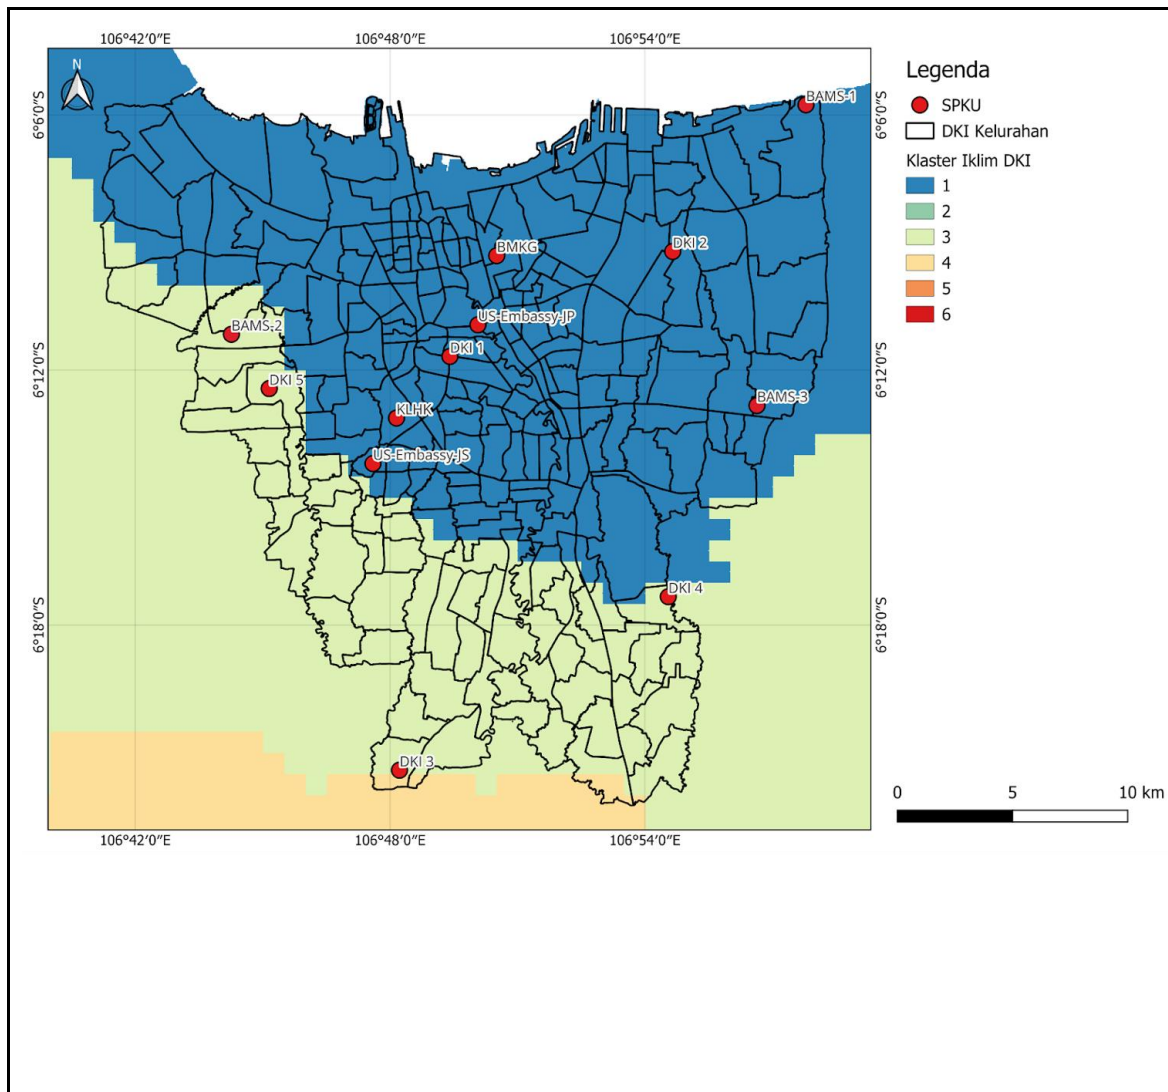 106°42′0″E 106°48′0″E 106°54′0″E
N
6°6′0″S 6°6′0″S
6°12′0″S 6°12′0″S
6°18′0″S 6°18′0″S
BAMS-1
BMKG
DKI 2
US-Embassy-JP
BAMS-2
DKI 1
DKI 5
BAMS-3
KLHK
US-Embassy-JS
DKI 4
DKI 3
106°42′0″E 106°48′0″E 106°54′0″E
Legenda
SPKU
DKI Kelurahan
Klaster Iklim DKI
1
2
3
4
5
6
0 5 10 km